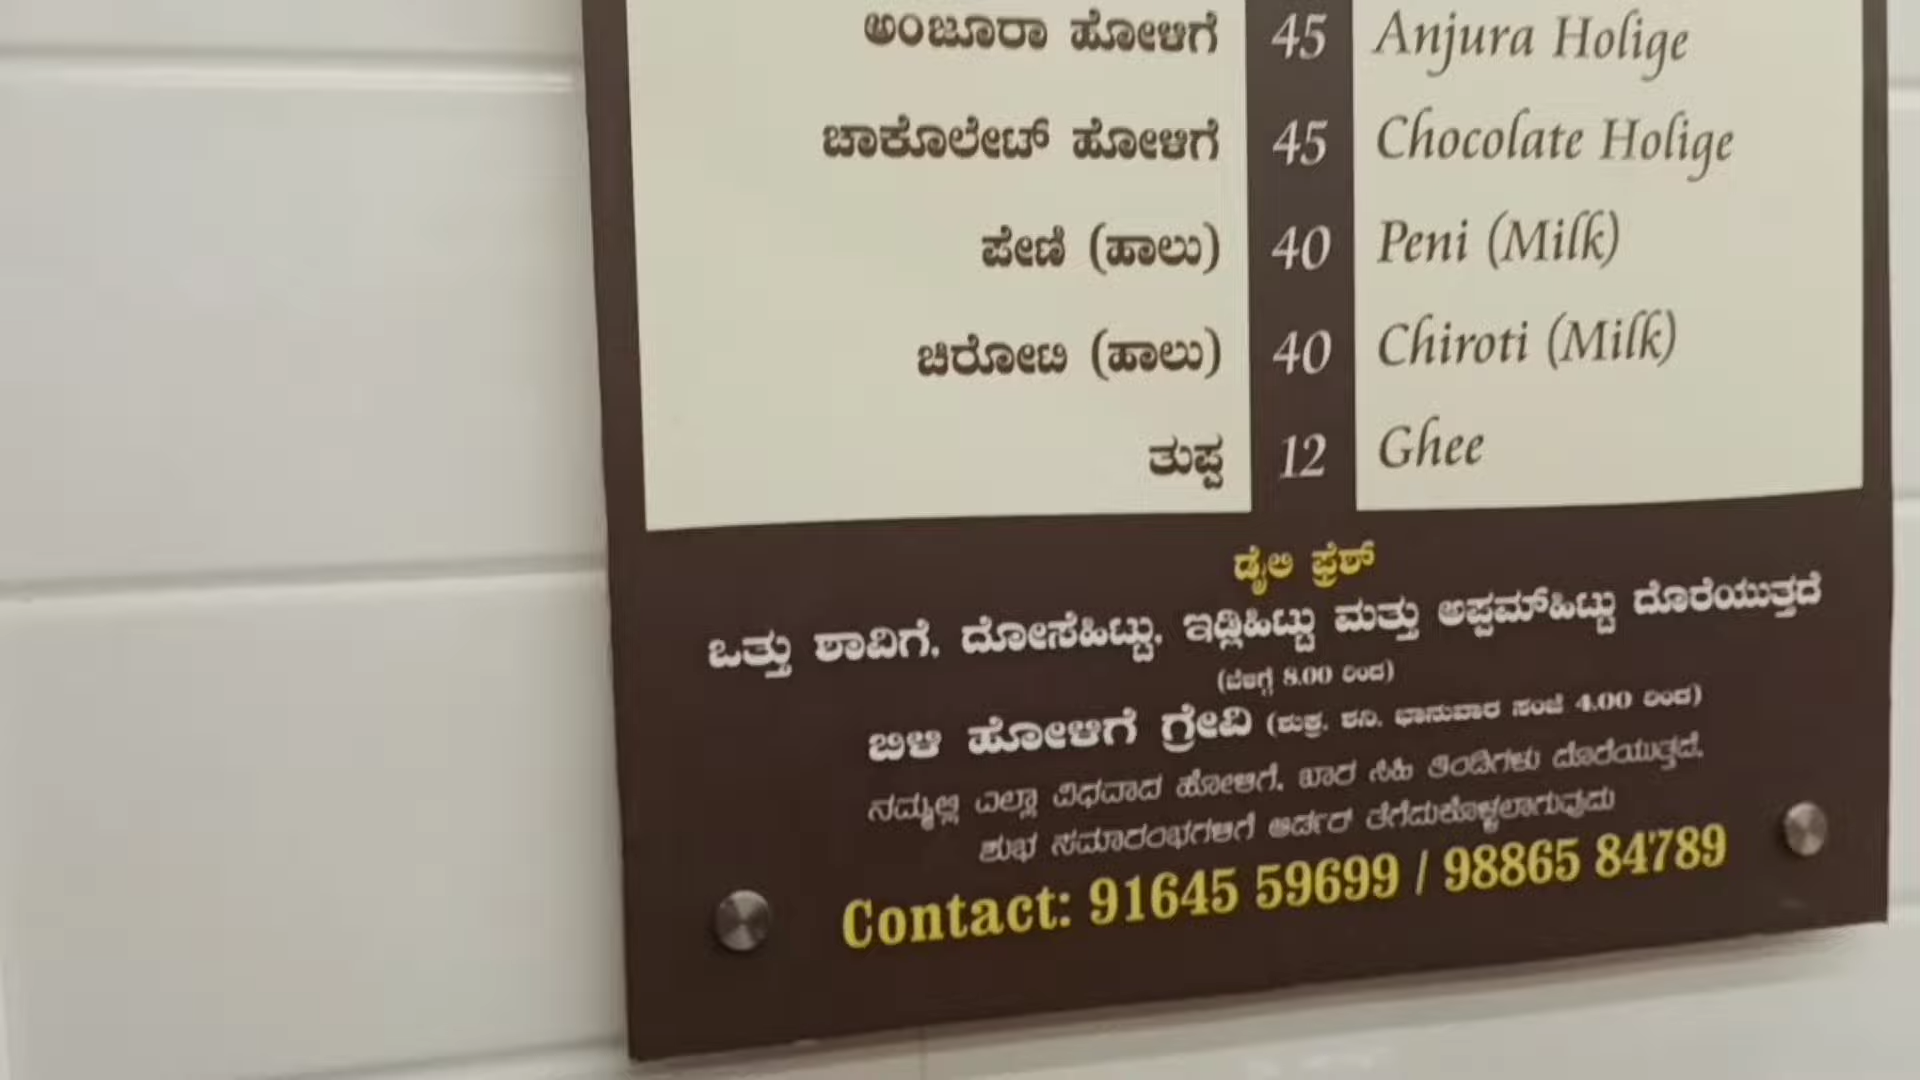 ಅಂಜೂರಾ ಹೋಳಿಗೆ 45 Anjura Holige
ಚಾಕೊಲೇಟ್ ಹೋಳಿಗೆ 45 Chocolate Holige
ಪೇಣಿ (ಹಾಲು) 40 Peni (Milk)
ಚಿರೋಟಿ (ಹಾಲು) 40 Chiroti (Milk)
ತುಪ್ಪ 12 Ghee
ಡೈಲಿ ಫ್ರೆಶ್
ಒತ್ತು ಶಾವಿಗೆ, ದೋಸೆಹಿಟ್ಟು, ಇಡ್ಲಿಹಿಟ್ಟು ಮತ್ತು ಅಪ್ಪಮ್‌ಹಿಟ್ಟು ದೊರೆಯುತ್ತದೆ
(ಬೆಳಗ್ಗೆ 8.00 ರಿಂದ)
ಬಿಳಿ ಹೋಳಿಗೆ ಗ್ರೇವಿ (ಶುಕ್ರ, ಶನಿ, ಭಾನುವಾರ ಸಂಜೆ 4.00 ರಿಂದ)
ನಮ್ಮಲ್ಲಿ ಎಲ್ಲಾ ವಿಧವಾದ ಹೋಳಿಗೆ, ಖಾರ ಸಿಹಿ ತಿಂಡಿಗಳು ದೊರೆಯುತ್ತದೆ.
ಶುಭ ಸಮಾರಂಭಗಳಿಗೆ ಆರ್ಡರ್ ತೆಗೆದುಕೊಳ್ಳಲಾಗುವುದು
Contact: 91645 59699 / 98865 84789